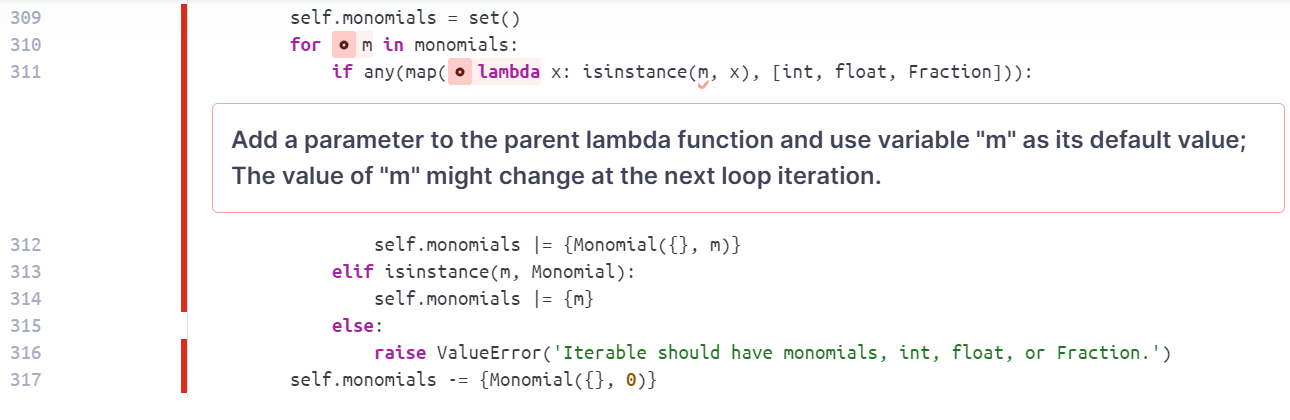 309 self.monomials = set()
310 for m in monomials:
311 if any(map( lambda x: isinstance(m, x), [int, float, Fraction])):
Add a parameter to the parent lambda function and use variable "m" as its default value;
The value of "m" might change at the next loop iteration.
312 self.monomials |= {Monomial({}, m)}
313 elif isinstance(m, Monomial):
314 self.monomials |= {m}
315 else:
316 raise ValueError('Iterable should have monomials, int, float, or Fraction.')
317 self.monomials -= {Monomial({}, 0)}